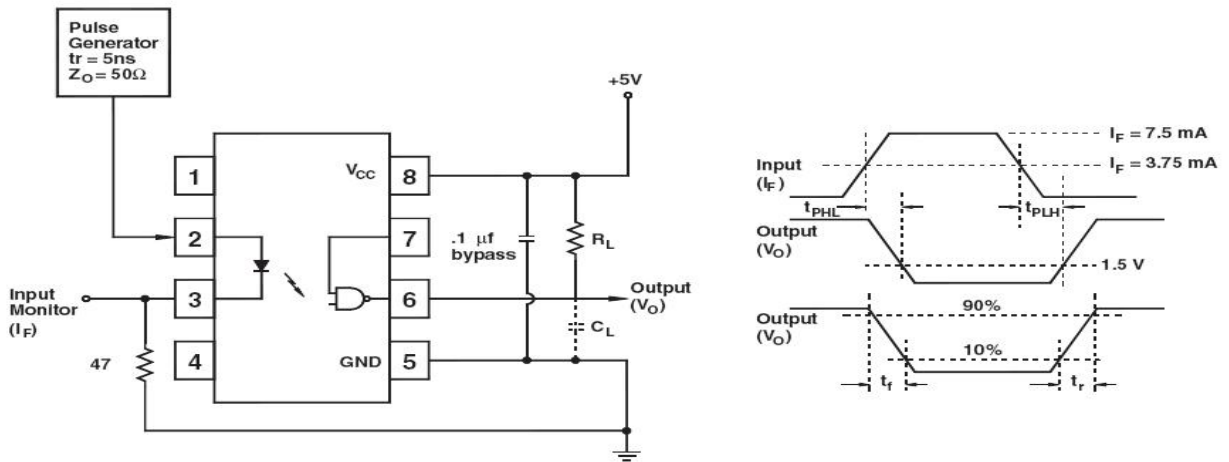 Pulse
Generator
tr = 5ns
ZO = 50Ω
+5V
1
VCC
8
2
7
.1 µf
bypass
RL
Input
Monitor
(IF)
3
6
Output
(VO)
CL
47
4
GND
5
Input
(IF)
IF = 7.5 mA
IF = 3.75 mA
tPHL
tPLH
Output
(VO)
1.5 V
Output
(VO)
90%
10%
tf
tr